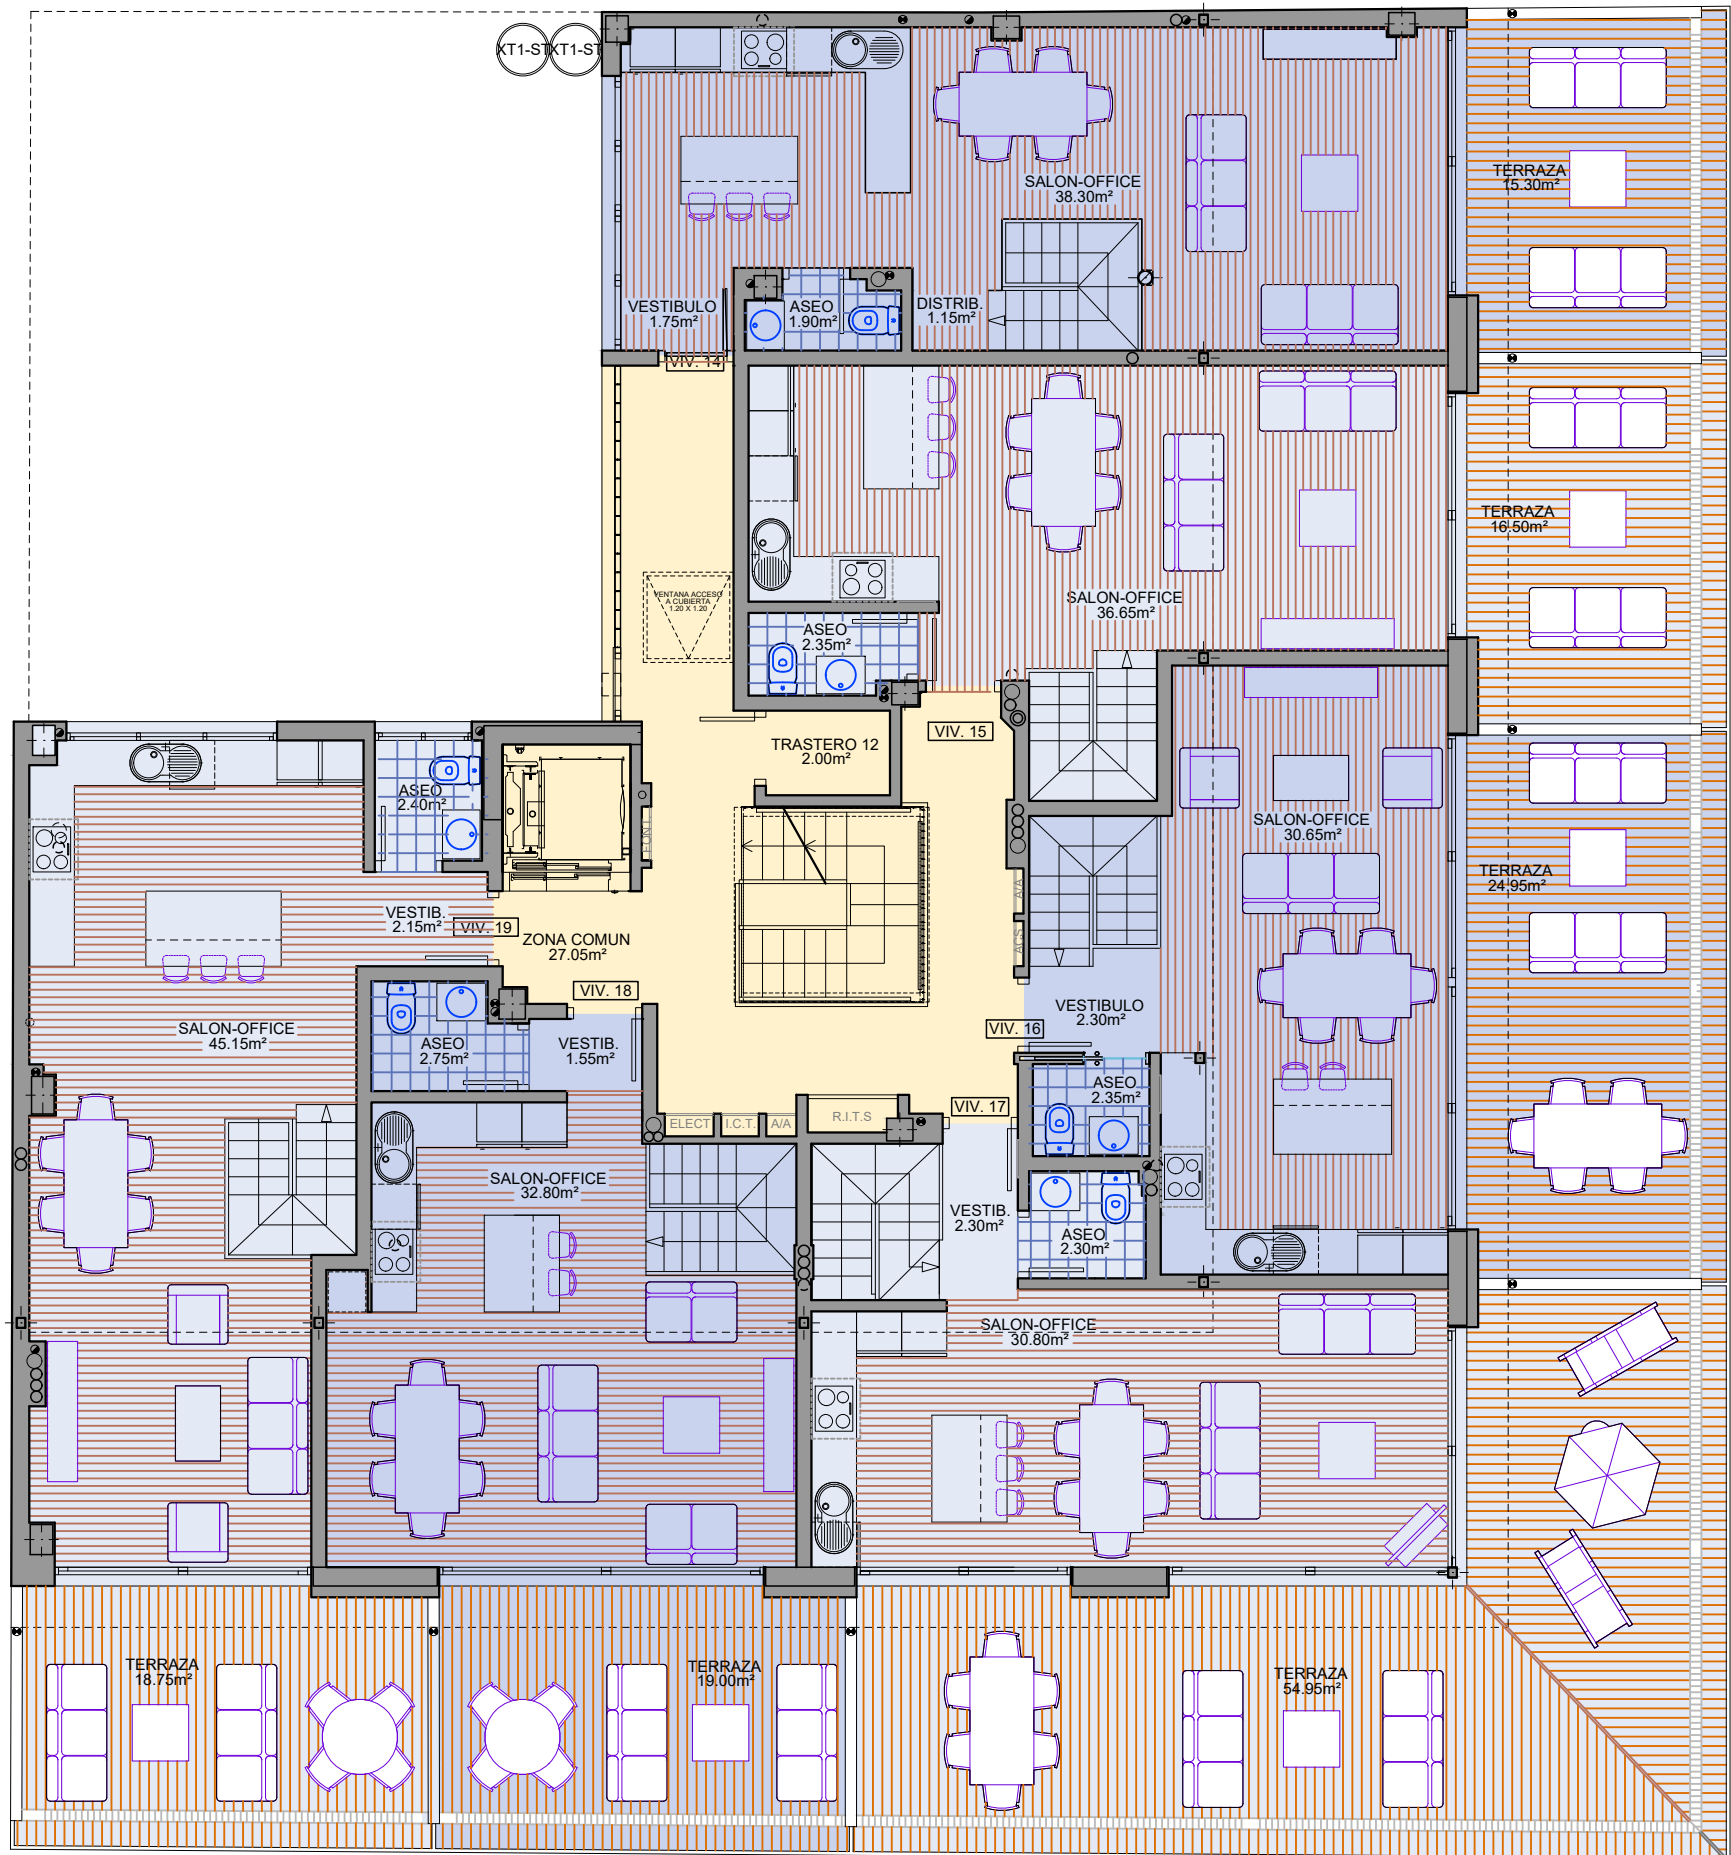 XT1-ST
XT1-ST
SALON-OFFICE
38.30m²
TERRAZA
15.30m²
VESTIBULO
1.75m²
ASEO
1.90m²
DISTRIB.
1.15m²
VIV. 14
TERRAZA
16.50m²
VENTANA ACCESO
A CUBIERTA
1.20 X 1.20
SALON-OFFICE
36.65m²
ASEO
2.35m²
VIV. 15
TRASTERO 12
2.00m²
ASEO
2.40m²
SALON-OFFICE
30.65m²
TERRAZA
24.95m²
FON
A/A
ACS
VESTIB.
2.15m²
VIV. 19
ZONA COMUN
27.05m²
VIV. 18
SALON-OFFICE
45.15m²
ASEO
2.75m²
VESTIB.
1.55m²
VESTIBULO
2.30m²
VIV. 16
ASEO
2.35m²
VIV. 17
ELECT
I.C.T.
A/A
R.I.T.S
SALON-OFFICE
32.80m²
VESTIB.
2.30m²
ASEO
2.30m²
SALON-OFFICE
30.80m²
TERRAZA
18.75m²
TERRAZA
19.00m²
TERRAZA
54.95m²